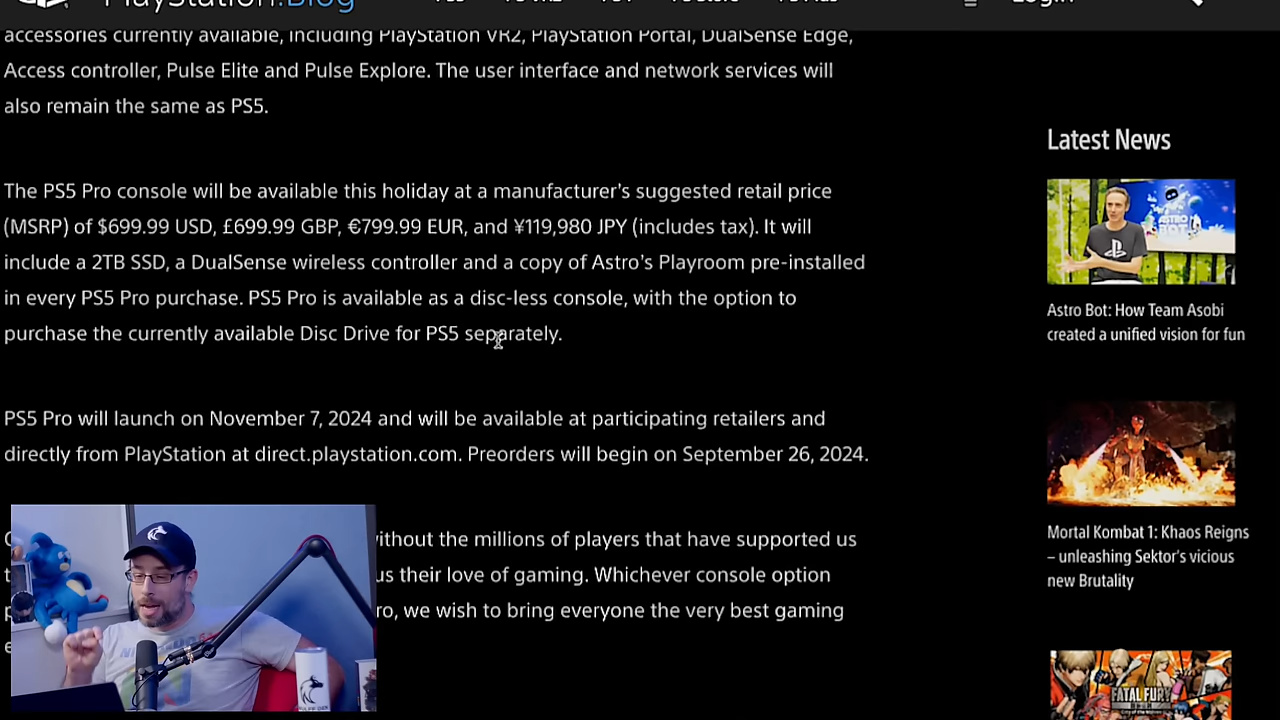 PlayStation.Blog
Login
accessories currently available, including PlayStation VR2, PlayStation Portal, DualSense Edge,
Access controller, Pulse Elite and Pulse Explore. The user interface and network services will
also remain the same as PS5.
Latest News
The PS5 Pro console will be available this holiday at a manufacturer's suggested retail price
(MSRP) of $699.99 USD, £699.99 GBP, €799.99 EUR, and ¥119,980 JPY (includes tax). It will
include a 2TB SSD, a DualSense wireless controller and a copy of Astro's Playroom pre-installed
in every PS5 Pro purchase. PS5 Pro is available as a disc-less console, with the option to
purchase the currently available Disc Drive for PS5 separately.
Astro Bot: How Team Asobi
created a unified vision for fun
PS5 Pro will launch on November 7, 2024 and will be available at participating retailers and
directly from PlayStation at direct.playstation.com. Preorders will begin on September 26, 2024.
without the millions of players that have supported us
us their love of gaming. Whichever console option
we wish to bring everyone the very best gaming
Mortal Kombat 1: Khaos Reigns
– unleashing Sektor's vicious
new Brutality
FATAL FURY